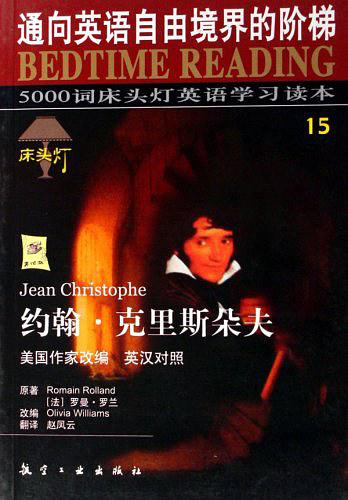 通向英语自由境界的阶梯
BEDTIME READING
5000词床头灯英语学习读本
15
床头灯
Jean Christophe
约翰·克里斯朵夫
美国作家改编 英汉对照
原著 Romain Rolland
[法] 罗曼·罗兰
改编 Olivia Williams
翻译 赵凤云
航空工业出版社